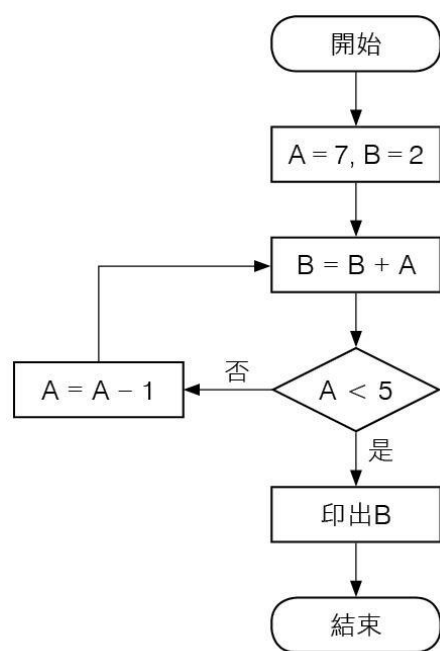 開始
A = 7, B = 2
B = B + A
A = A − 1
否
A < 5
是
印出B
結束